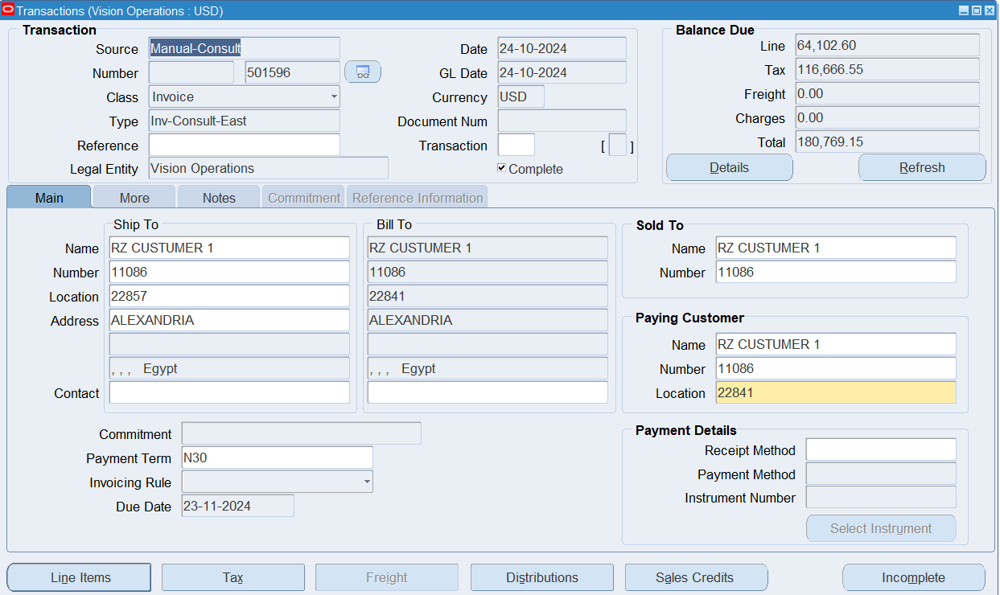 Transactions (Vision Operations : USD)
Transaction
Source Manual-Consult
Number 501596
Class Invoice
Type Inv-Consult-East
Reference
Legal Entity Vision Operations
Date 24-10-2024
GL Date 24-10-2024
Currency USD
Document Num
Transaction [ ]
Complete
Balance Due
Line 64,102.60
Tax 116,666.55
Freight 0.00
Charges 0.00
Total 180,769.15
Details Refresh
Main More Notes Commitment Reference Information
Ship To
Name RZ CUSTUMER 1
Number 11086
Location 22857
Address ALEXANDRIA
, , , Egypt
Contact
Bill To
RZ CUSTUMER 1
11086
22841
ALEXANDRIA
, , , Egypt
Sold To
Name RZ CUSTUMER 1
Number 11086
Paying Customer
Name RZ CUSTUMER 1
Number 11086
Location 22841
Commitment
Payment Term N30
Invoicing Rule
Due Date 23-11-2024
Payment Details
Receipt Method
Payment Method
Instrument Number
Select Instrument
Line Items Tax Freight Distributions Sales Credits Incomplete